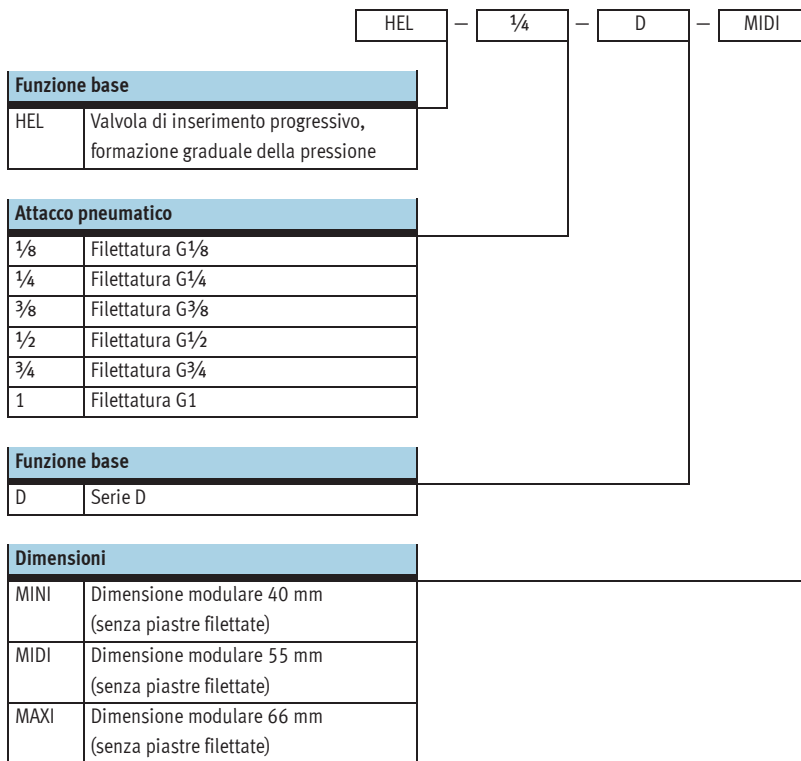 HEL – ¼ – D – MIDI
Funzione base
HEL Valvola di inserimento progressivo,
formazione graduale della pressione
Attacco pneumatico
⅛ Filettatura G⅛
¼ Filettatura G¼
⅜ Filettatura G⅜
½ Filettatura G½
¾ Filettatura G¾
1 Filettatura G1
Funzione base
D Serie D
Dimensioni
MINI Dimensione modulare 40 mm
(senza piastre filettate)
MIDI Dimensione modulare 55 mm
(senza piastre filettate)
MAXI Dimensione modulare 66 mm
(senza piastre filettate)